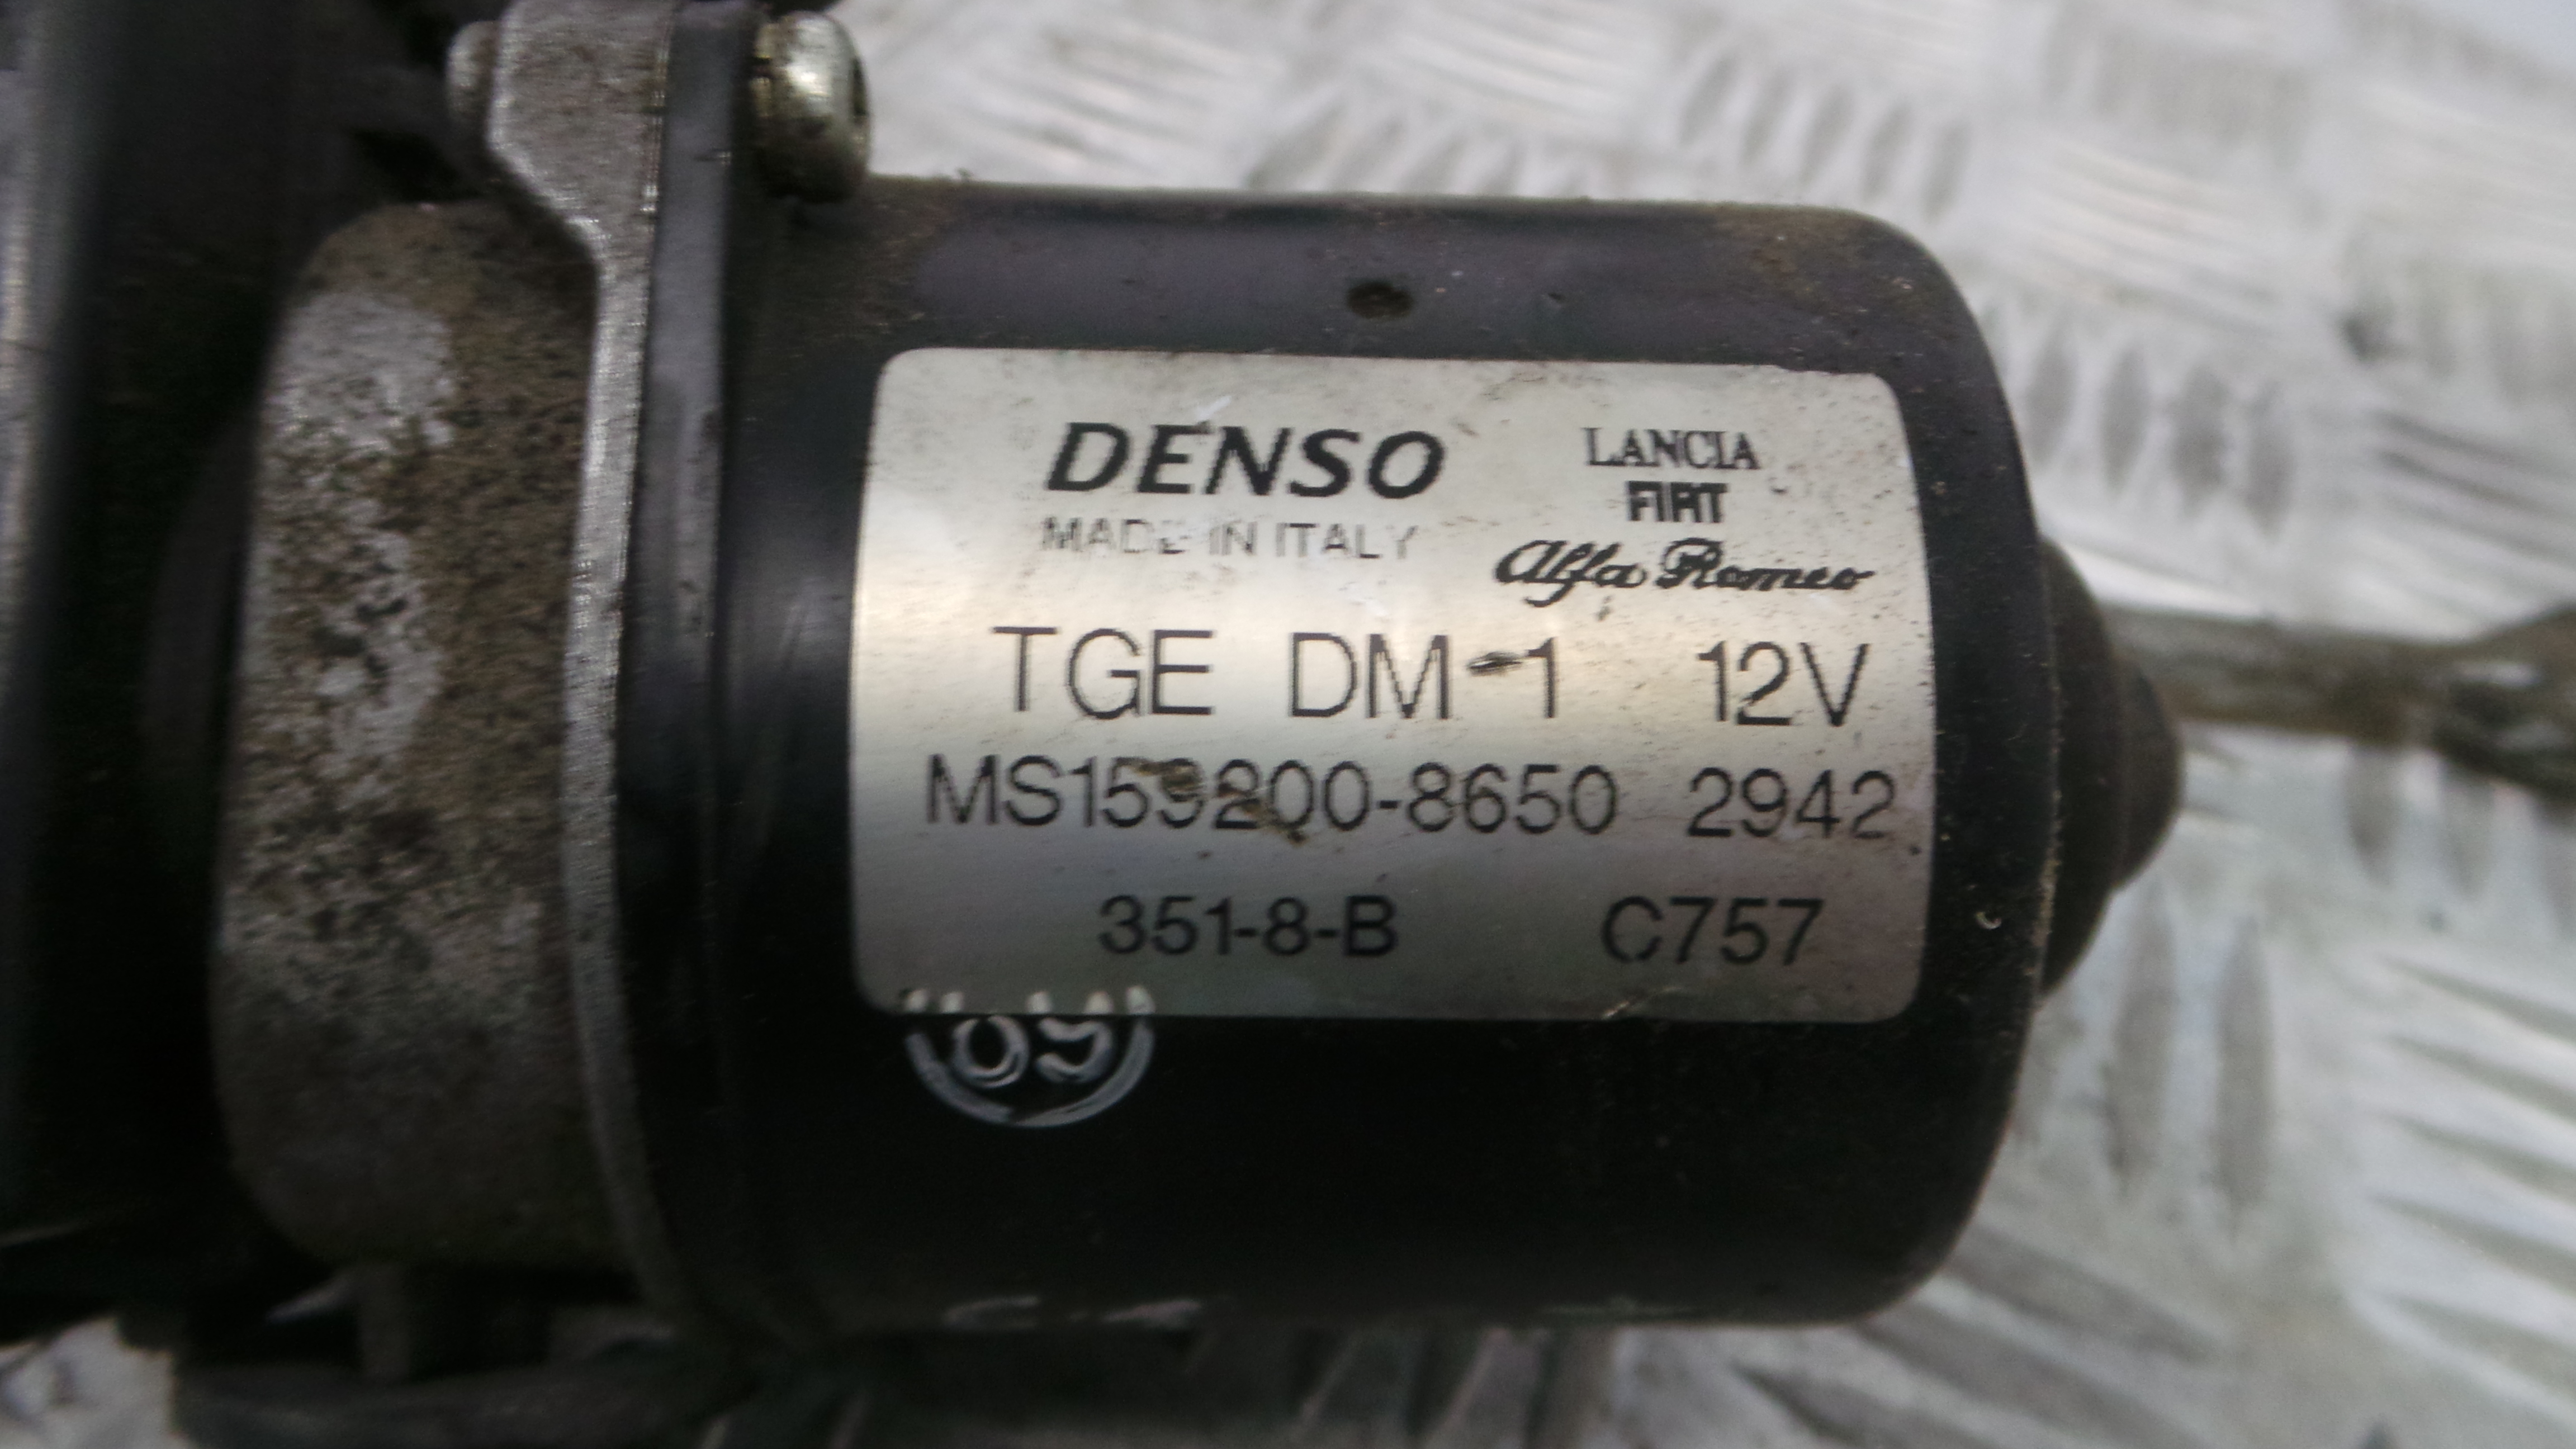 DENSO
MADE IN ITALY
LANCIA
FIAT
Alfa Romeo
TGE DM-1 12V
MS159200-8650 2942
351-8-B C757